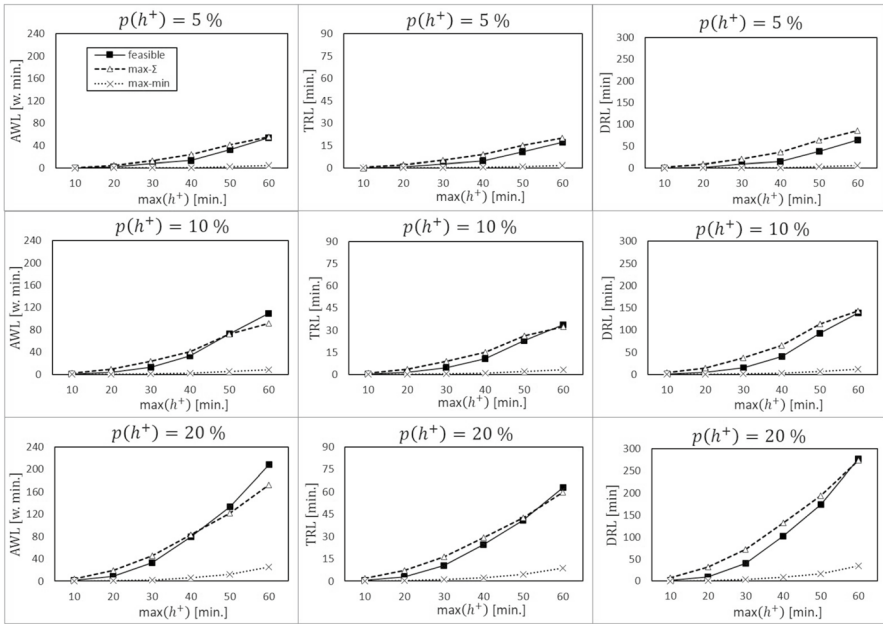 p(h⁺) = 5 %
AWL [w. min.]
240
200
160
120
80
40
0
feasible
max-Σ
max-min
10 20 30 40 50 60
max(h⁺) [min.]
p(h⁺) = 5 %
TRL [min.]
90
75
60
45
30
15
0
10 20 30 40 50 60
max(h⁺) [min.]
p(h⁺) = 5 %
DRL [min.]
300
250
200
150
100
50
0
10 20 30 40 50 60
max(h⁺) [min.]
p(h⁺) = 10 %
AWL [w. min.]
240
200
160
120
80
40
0
10 20 30 40 50 60
max(h⁺) [min.]
p(h⁺) = 10 %
TRL [min.]
90
75
60
45
30
15
0
10 20 30 40 50 60
max(h⁺) [min.]
p(h⁺) = 10 %
DRL [min.]
300
250
200
150
100
50
0
10 20 30 40 50 60
max(h⁺) [min.]
p(h⁺) = 20 %
AWL [w. min.]
240
200
160
120
80
40
0
10 20 30 40 50 60
max(h⁺) [min.]
p(h⁺) = 20 %
TRL [min.]
90
75
60
45
30
15
0
10 20 30 40 50 60
max(h⁺) [min.]
p(h⁺) = 20 %
DRL [min]
300
250
200
150
100
50
0
10 20 30 40 50 60
max(h⁺) [min.]